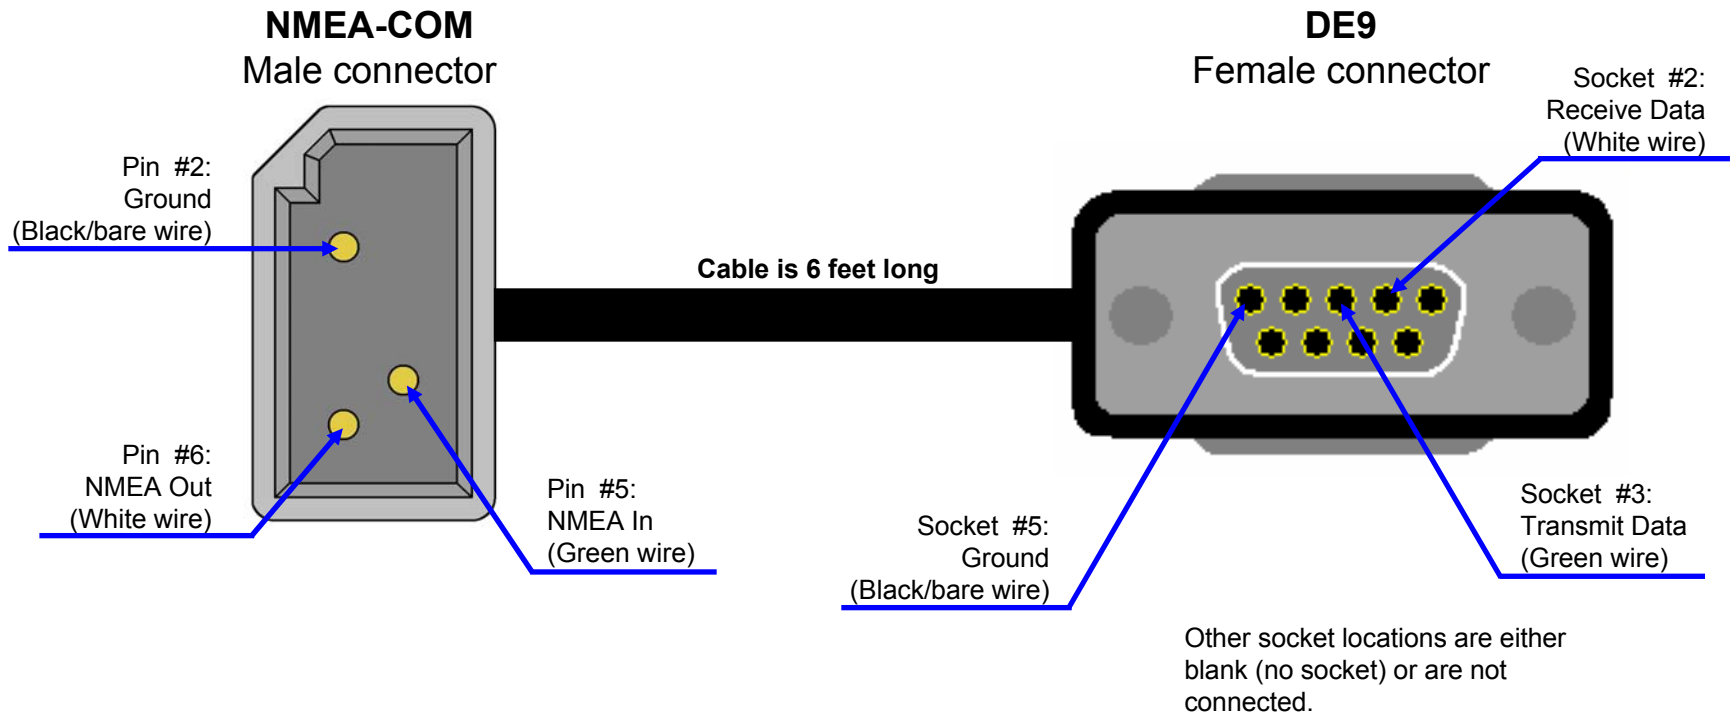 NMEA-COM
Male connector
DE9
Female connector
Socket #2:
Receive Data
(White wire)
Pin #2:
Ground
(Black/bare wire)
Cable is 6 feet long
Pin #6:
NMEA Out
(White wire)
Pin #5:
NMEA In
(Green wire)
Socket #5:
Ground
(Black/bare wire)
Socket #3:
Transmit Data
(Green wire)
Other socket locations are either
blank (no socket) or are not
connected.